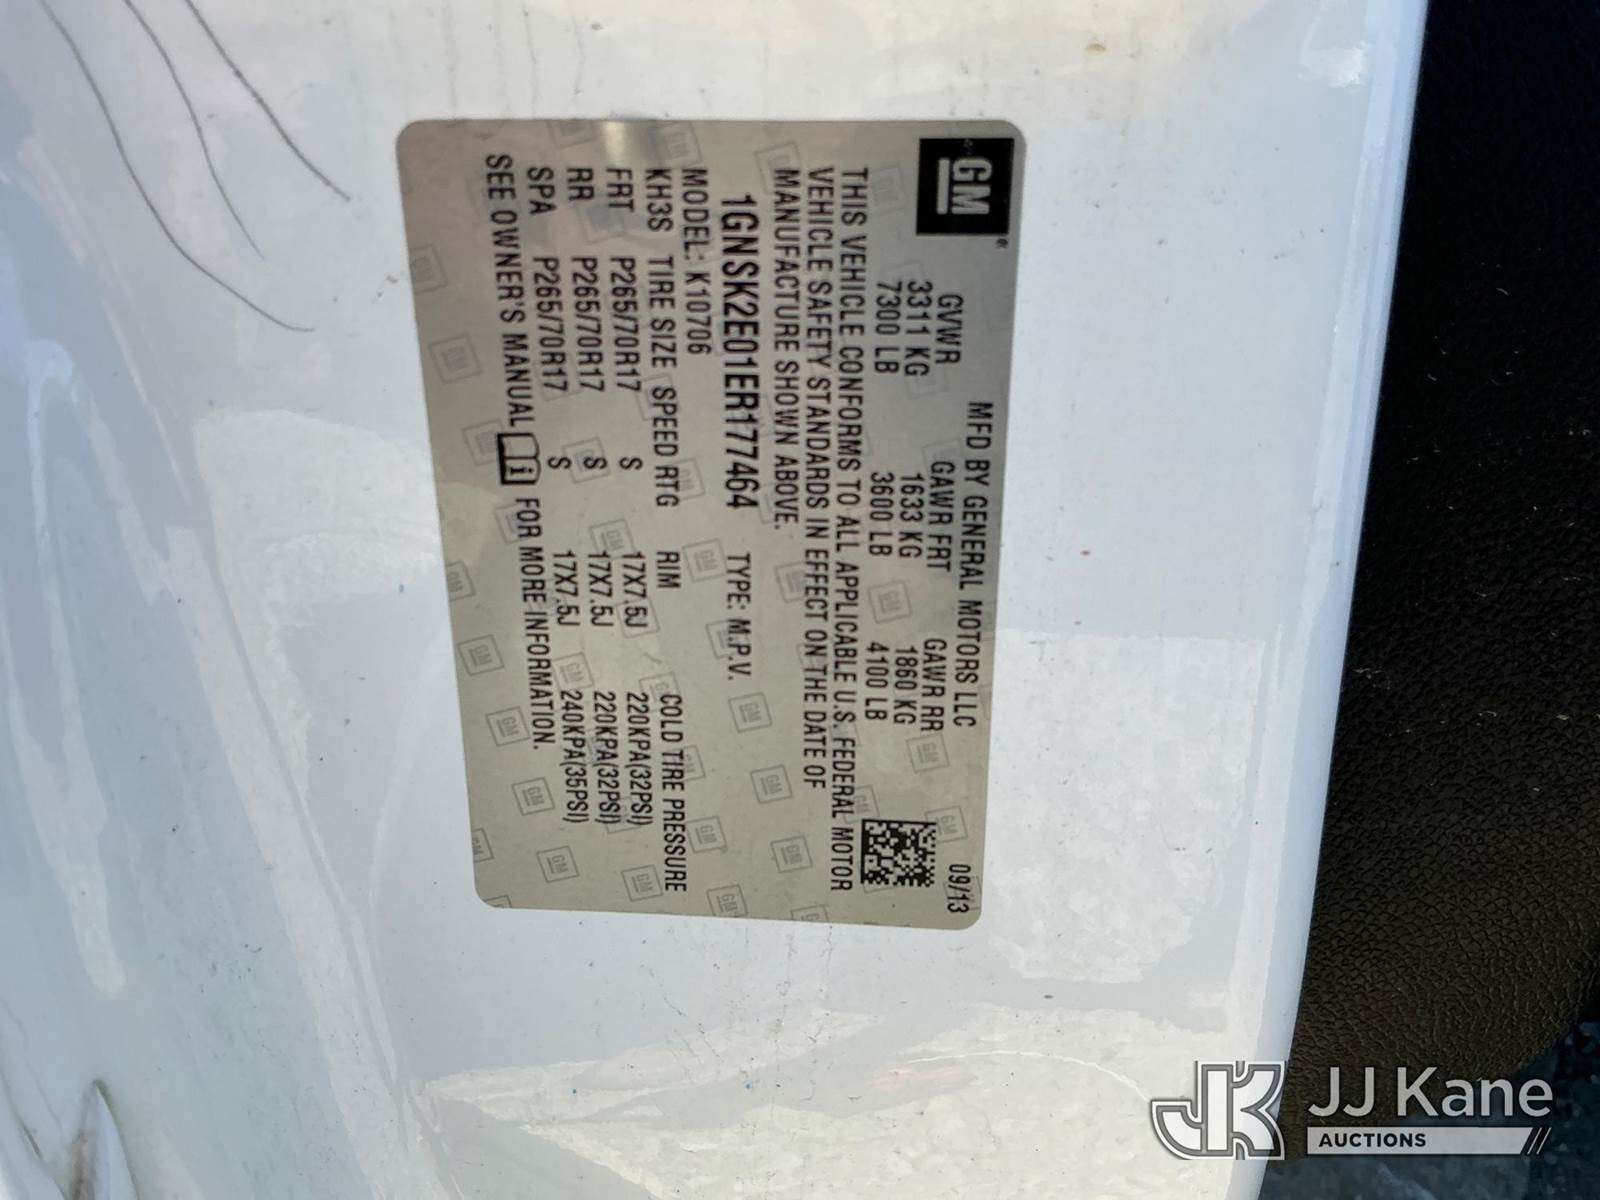 GM
MFD BY GENERAL MOTORS LLC 09/13
GVWR GAWR FRT GAWR RR
3311 KG 1633 KG 1860 KG
7300 LB 3600 LB 4100 LB
THIS VEHICLE CONFORMS TO ALL APPLICABLE U.S. FEDERAL MOTOR
VEHICLE SAFETY STANDARDS IN EFFECT ON THE DATE OF
MANUFACTURE SHOWN ABOVE.
1GNSK2E01ER177464 TYPE: M.P.V.
MODEL: K10706
KH3S TIRE SIZE SPEED RTG RIM COLD TIRE PRESSURE
FRT P265/70R17 S 17X7.5J 220KPA(32PSI)
RR P265/70R17 S 17X7.5J 220KPA(32PSI)
SPA P265/70R17 S 17X7.5J 240KPA(35PSI)
SEE OWNER'S MANUAL i FOR MORE INFORMATION.
JK JJ Kane
AUCTIONS